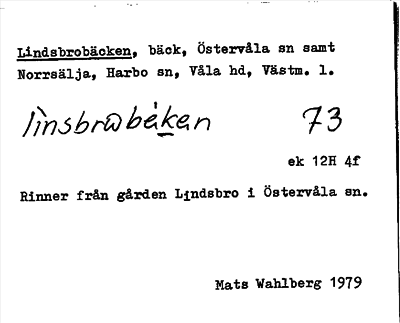 Lindsbrobäcken, bäck, Östervåla sn samt
Norrsälja, Harbo sn, Våla hd, Västm. l.
lìnsbrωbèken 73
ek 12H 4f
Rinner från gården Lindsbro i Östervåla sn.
Mats Wahlberg 1979